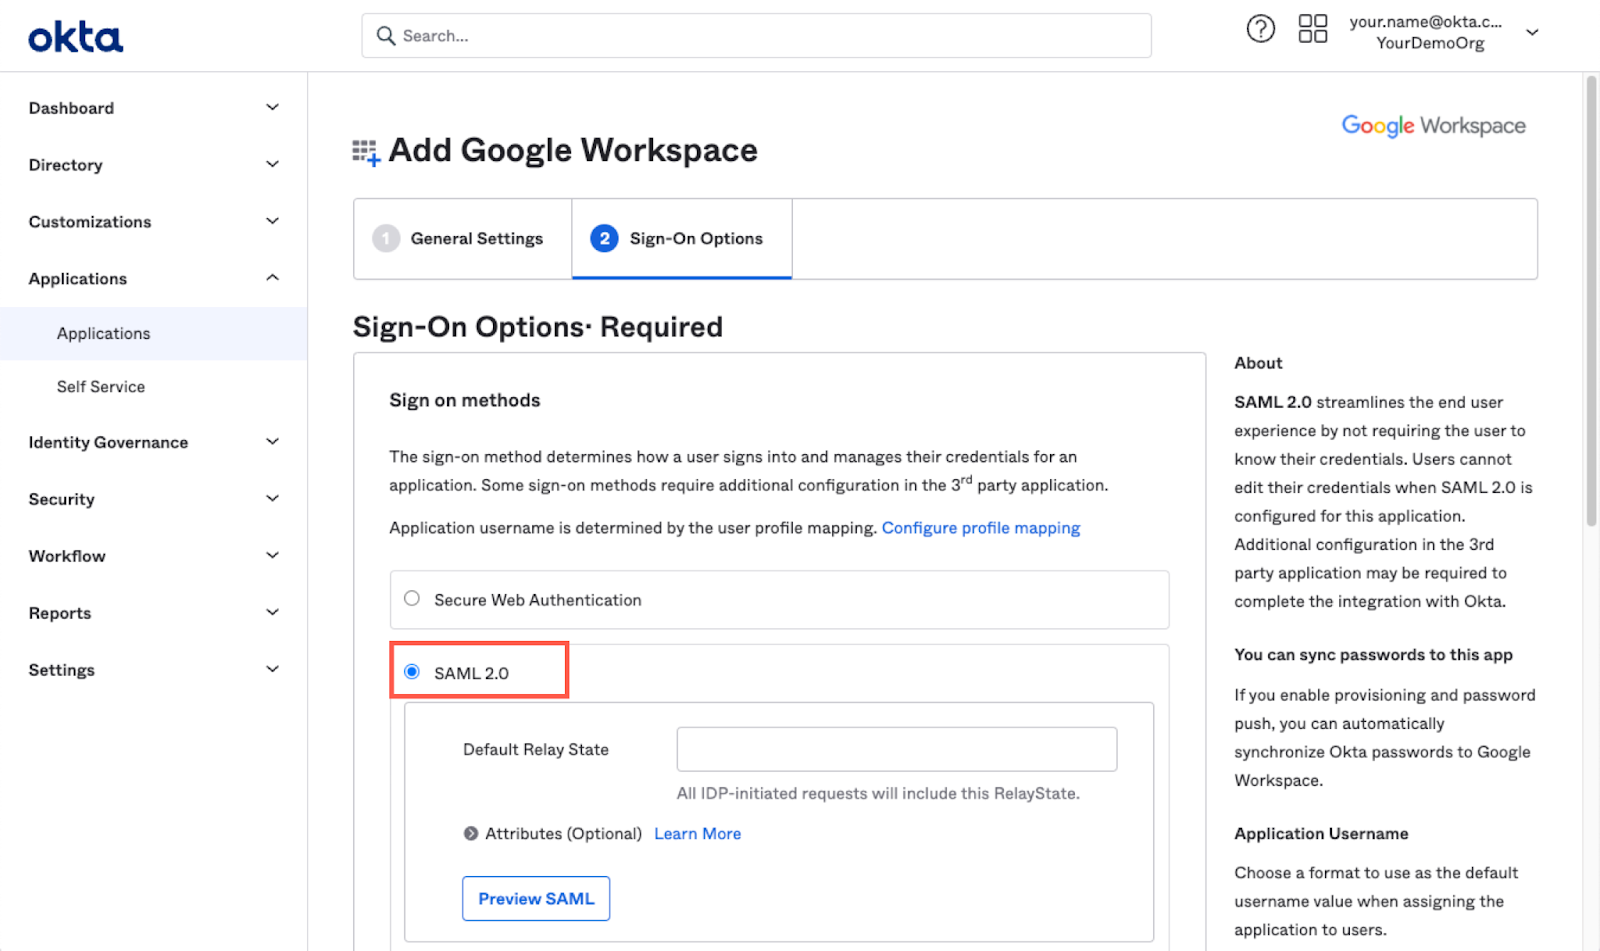 okta
Search...
your.name@okta.c...
YourDemoOrg
Dashboard
Directory
Customizations
Applications
Applications
Self Service
Identity Governance
Security
Workflow
Reports
Settings
Google Workspace
Add Google Workspace
1 General Settings
2 Sign-On Options
Sign-On Options· Required
Sign on methods
The sign-on method determines how a user signs into and manages their credentials for an
application. Some sign-on methods require additional configuration in the 3rd party application.
Application username is determined by the user profile mapping. Configure profile mapping
Secure Web Authentication
SAML 2.0
Default Relay State
All IDP-initiated requests will include this RelayState.
Attributes (Optional) Learn More
Preview SAML
About
SAML 2.0 streamlines the end user
experience by not requiring the user to
know their credentials. Users cannot
edit their credentials when SAML 2.0 is
configured for this application.
Additional configuration in the 3rd
party application may be required to
complete the integration with Okta.
You can sync passwords to this app
If you enable provisioning and password
push, you can automatically
synchronize Okta passwords to Google
Workspace.
Application Username
Choose a format to use as the default
username value when assigning the
application to users.